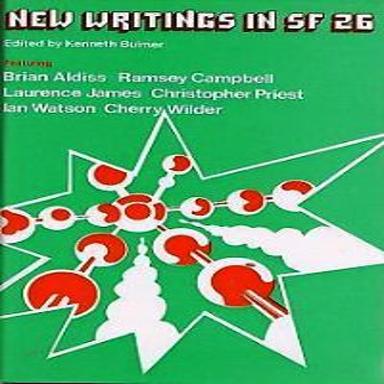 NEW WRITINGS IN SF 26
Edited by Kenneth Bulmer
Featuring
Brian Aldiss Ramsey Campbell
Laurence James Christopher Priest
Ian Watson Cherry Wilder